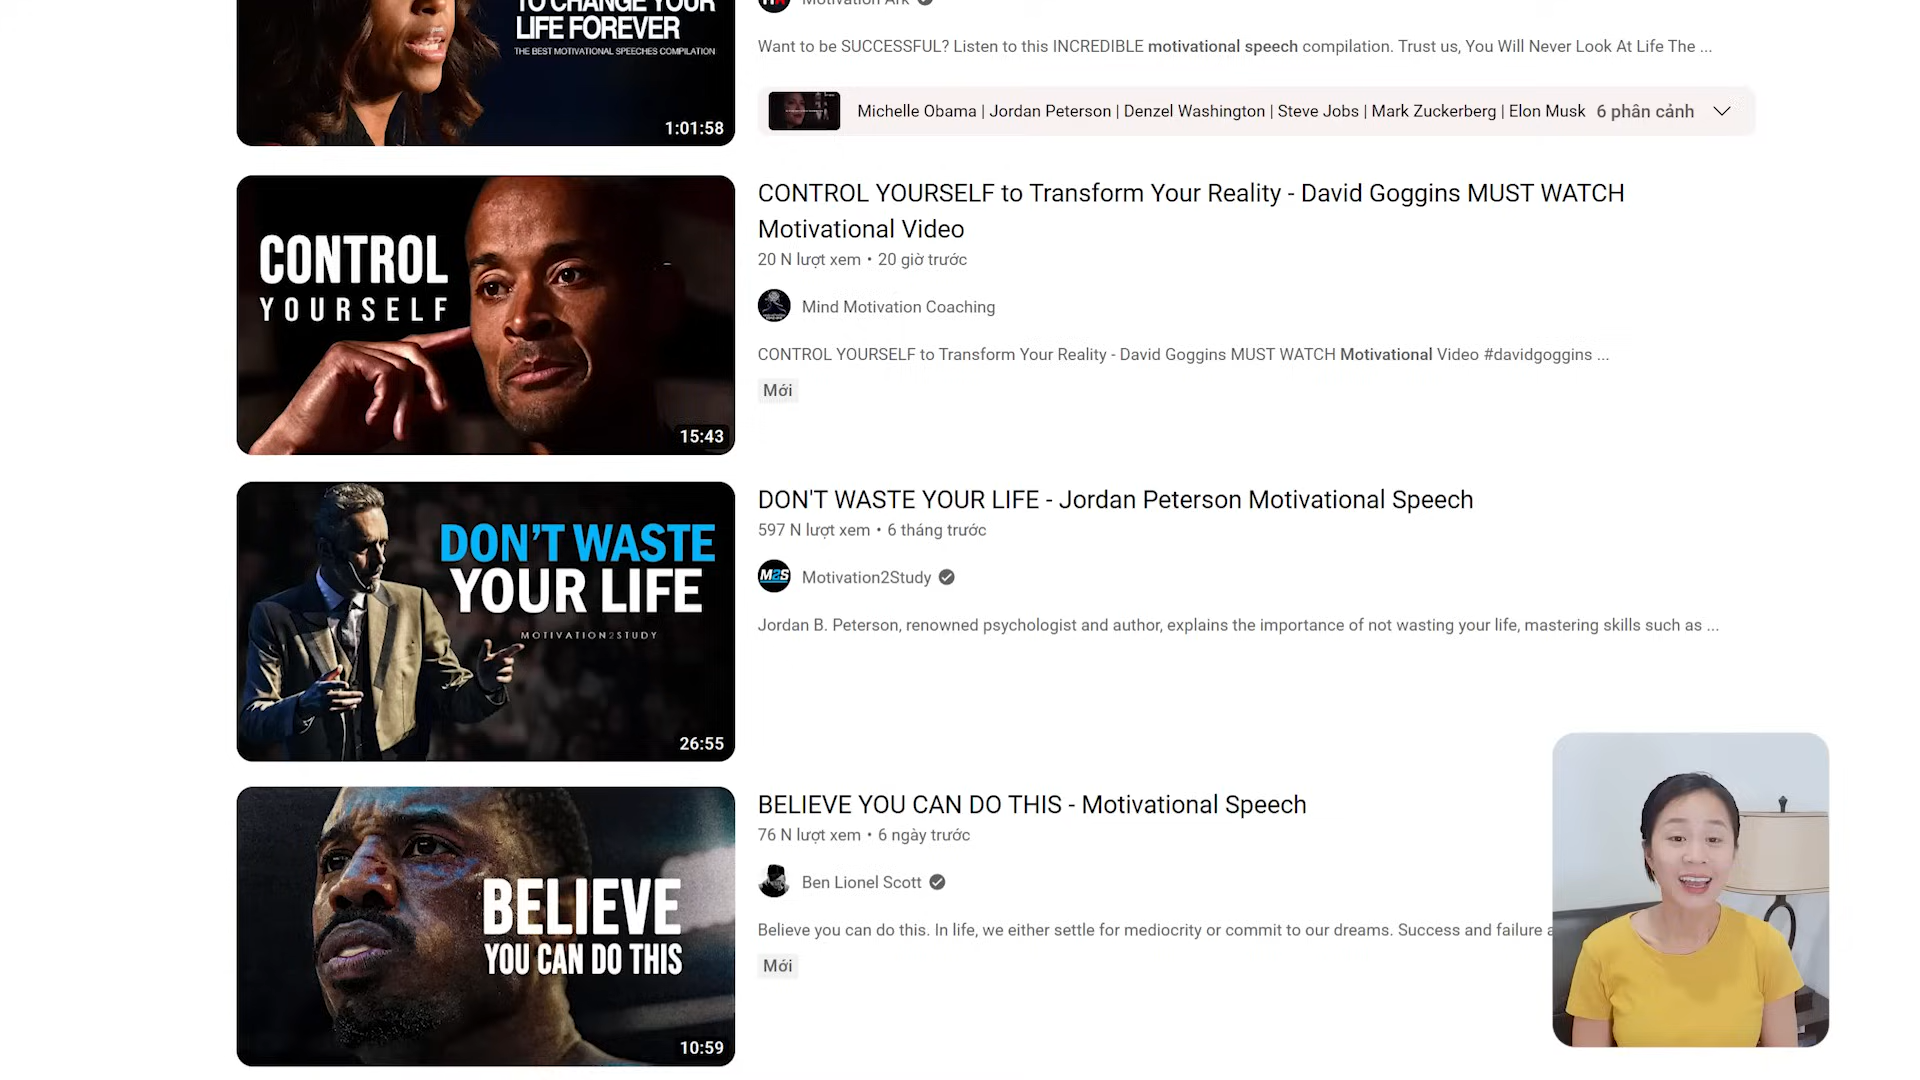 TO CHANGE YOUR
LIFE FOREVER
THE BEST MOTIVATIONAL SPEECHES COMPILATION
1:01:58
Motivation Ark
Want to be SUCCESSFUL? Listen to this INCREDIBLE motivational speech compilation. Trust us, You Will Never Look At Life The ...
Michelle Obama | Jordan Peterson | Denzel Washington | Steve Jobs | Mark Zuckerberg | Elon Musk 6 phân cảnh
CONTROL
YOURSELF
15:43
CONTROL YOURSELF to Transform Your Reality - David Goggins MUST WATCH
Motivational Video
20 N lượt xem • 20 giờ trước
Mind Motivation Coaching
CONTROL YOURSELF to Transform Your Reality - David Goggins MUST WATCH Motivational Video #davidgoggins ...
Mới
DON'T WASTE
YOUR LIFE
MOTIVATION2STUDY
26:55
DON'T WASTE YOUR LIFE - Jordan Peterson Motivational Speech
597 N lượt xem • 6 tháng trước
M2S
Motivation2Study
Jordan B. Peterson, renowned psychologist and author, explains the importance of not wasting your life, mastering skills such as ...
BELIEVE
YOU CAN DO THIS
10:59
BELIEVE YOU CAN DO THIS - Motivational Speech
76 N lượt xem • 6 ngày trước
Ben Lionel Scott
Believe you can do this. In life, we either settle for mediocrity or commit to our dreams. Success and failure a
Mới